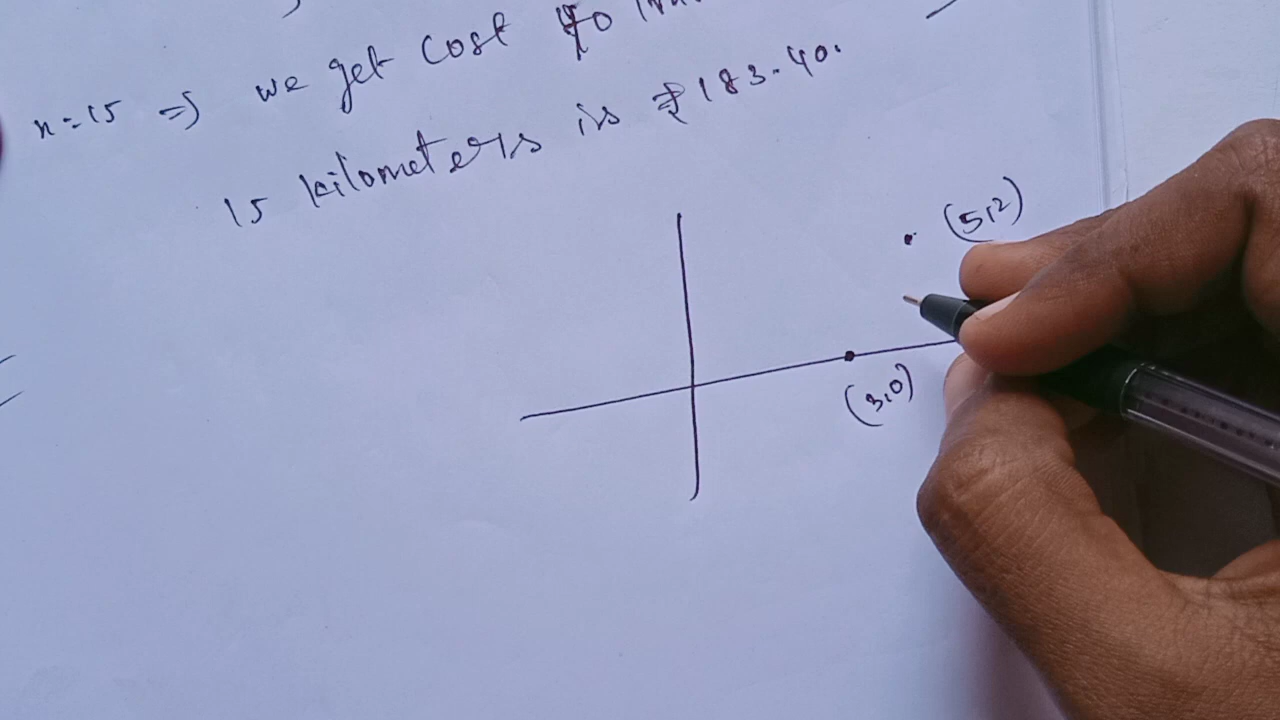 we get cost to
n=15 => 
15 kilometers is ₹183.40.
(5,2)
(3,0)